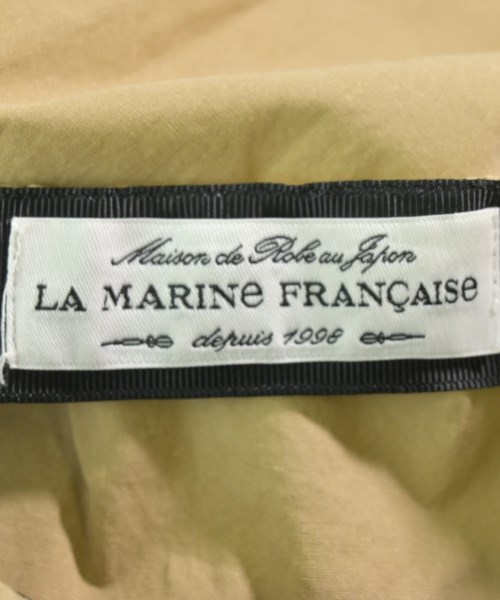 Maison de Robe au Japon
LA MARINe FRANÇAISe
depuis 1998